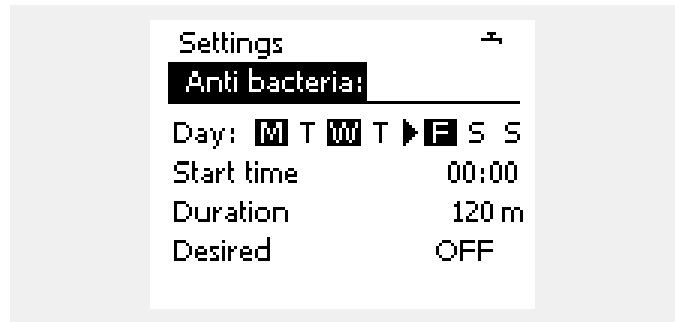 Settings
Anti bacteria:
Day: M T W T F S S
Start time 00:00
Duration 120 m
Desired OFF